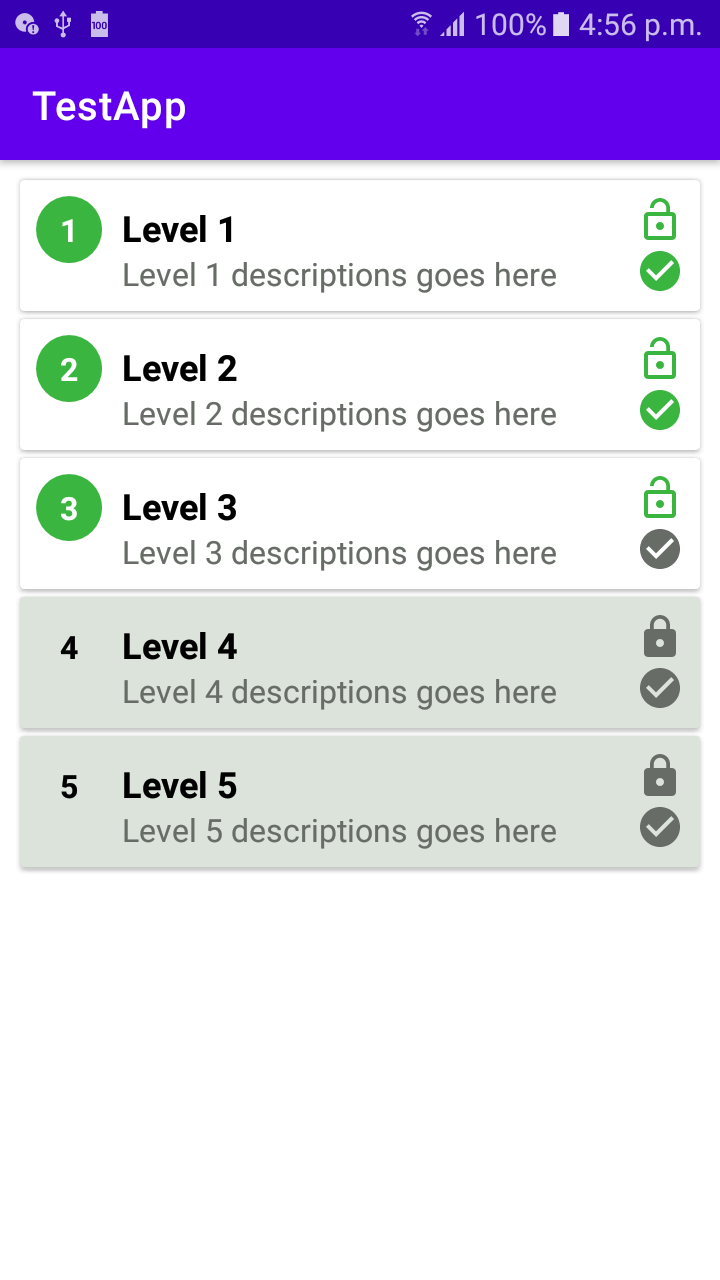 100 100% 4:56 p.m.
TestApp
1 Level 1
Level 1 descriptions goes here
2 Level 2
Level 2 descriptions goes here
3 Level 3
Level 3 descriptions goes here
4 Level 4
Level 4 descriptions goes here
5 Level 5
Level 5 descriptions goes here